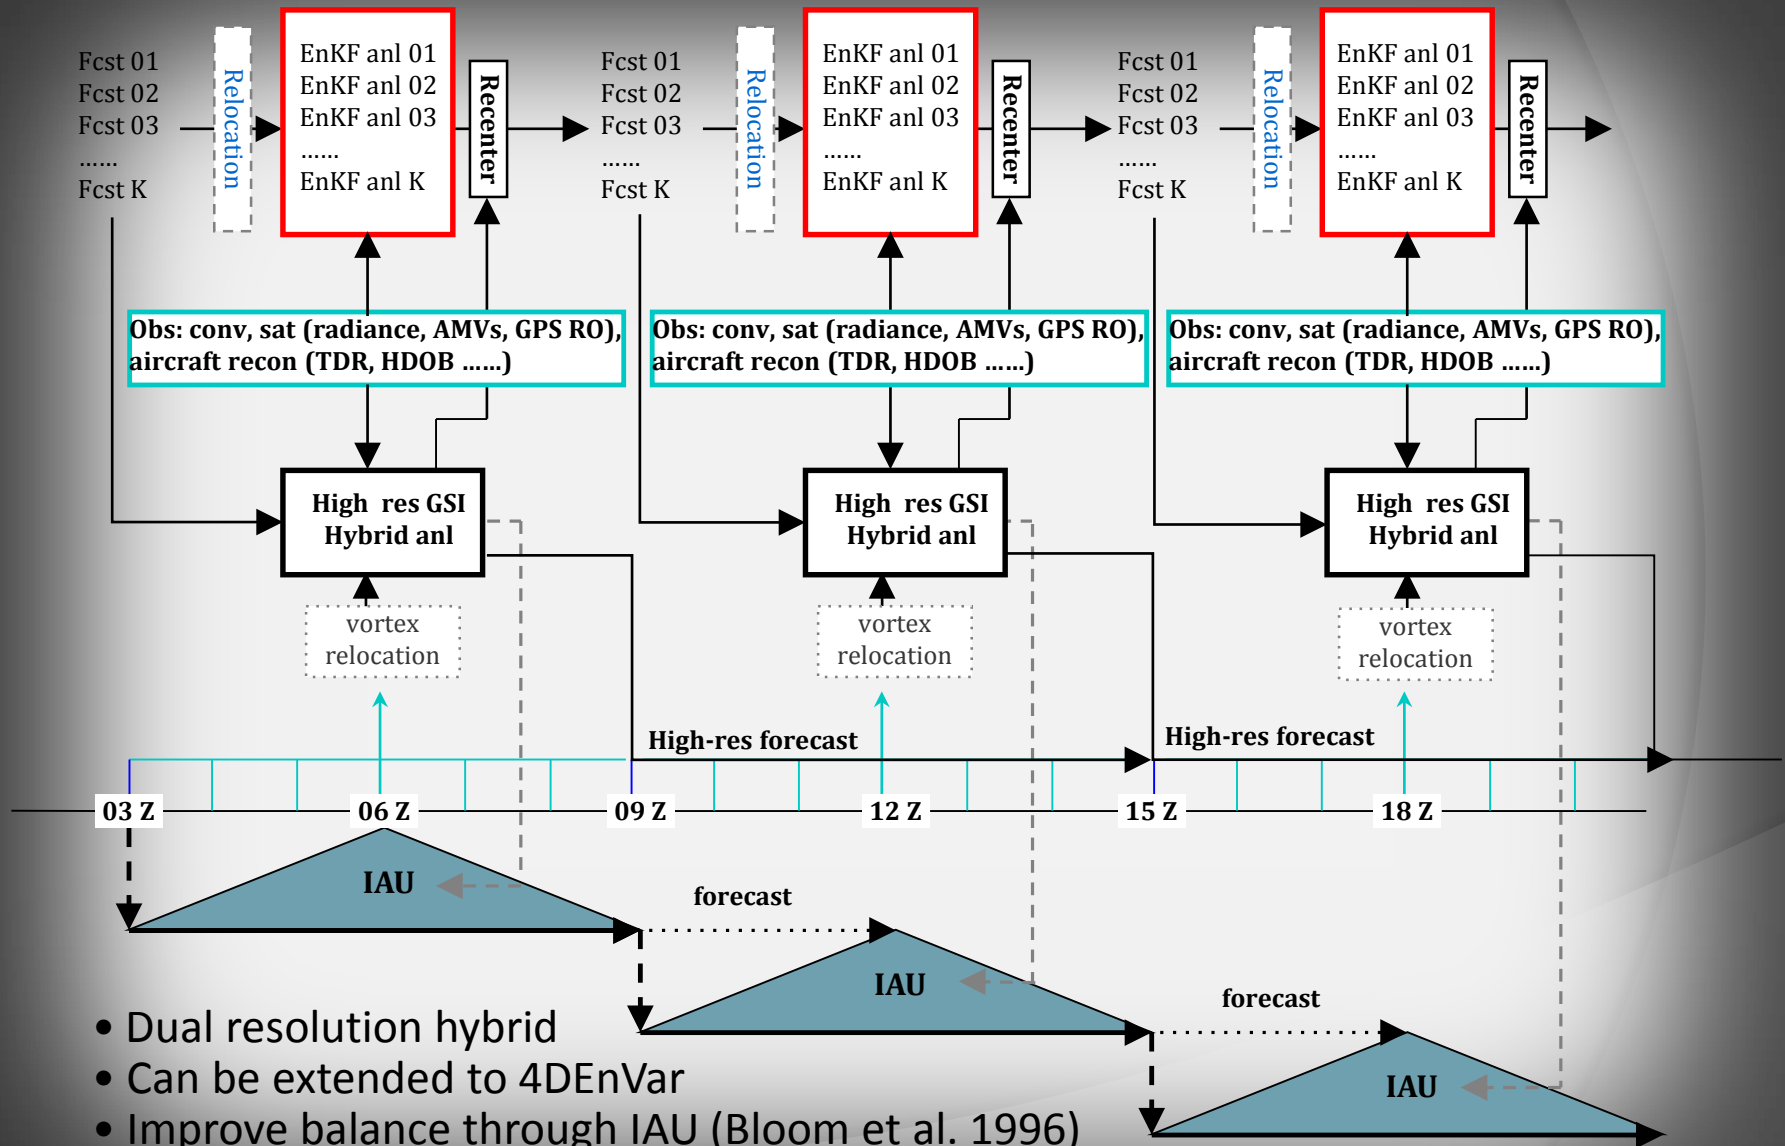 Fcst 01
Fcst 02
Fcst 03
......
Fcst K
Relocation
EnKF anl 01
EnKF anl 02
EnKF anl 03
......
EnKF anl K
Recenter
Fcst 01
Fcst 02
Fcst 03
......
Fcst K
Relocation
EnKF anl 01
EnKF anl 02
EnKF anl 03
......
EnKF anl K
Recenter
Fcst 01
Fcst 02
Fcst 03
......
Fcst K
Relocation
EnKF anl 01
EnKF anl 02
EnKF anl 03
......
EnKF anl K
Recenter
Obs: conv, sat (radiance, AMVs, GPS RO),
aircraft recon (TDR, HDOB ......)
Obs: conv, sat (radiance, AMVs, GPS RO),
aircraft recon (TDR, HDOB ......)
Obs: conv, sat (radiance, AMVs, GPS RO),
aircraft recon (TDR, HDOB ......)
High res GSI
Hybrid anl
High res GSI
Hybrid anl
High res GSI
Hybrid anl
vortex
relocation
vortex
relocation
vortex
relocation
High-res forecast
High-res forecast
03 Z
06 Z
09 Z
12 Z
15 Z
18 Z
IAU
forecast
IAU
forecast
IAU
• Dual resolution hybrid
• Can be extended to 4DEnVar
• Improve balance through IAU (Bloom et al. 1996)